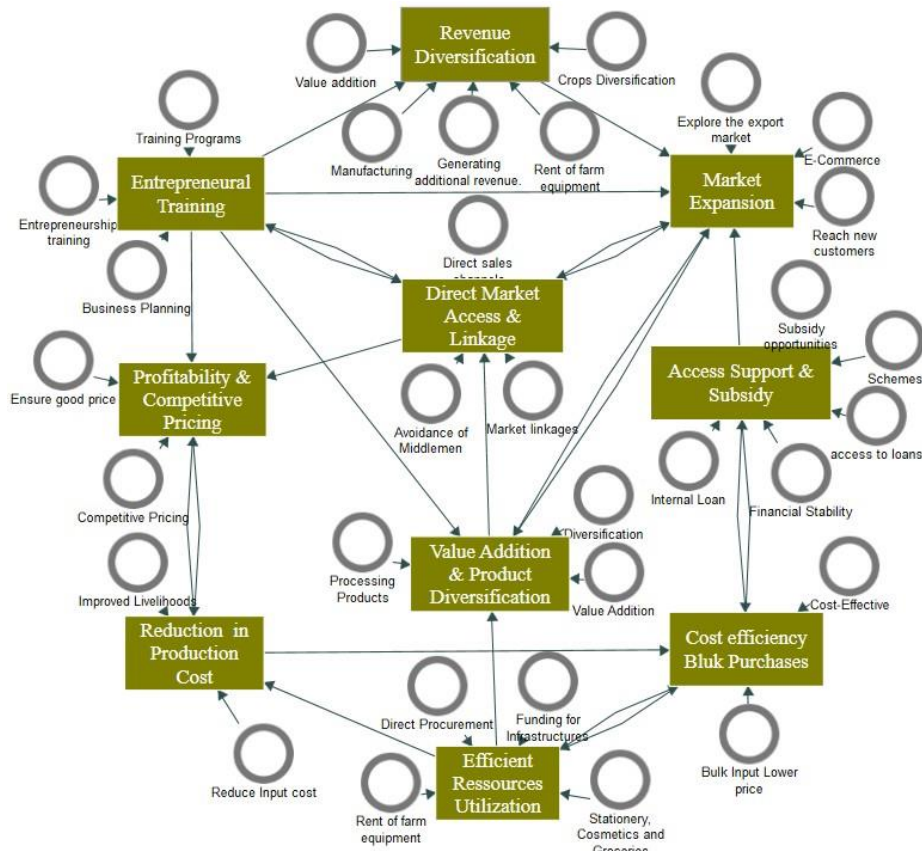 Revenue
Diversification
Value addition
Crops Diversification
Training Programs
Manufacturing
Generating
additional revenue.
Rent of farm
equipment
Explore the export
market
E-Commerce
Entrepreneural
Training
Market
Expansion
Entrepreneurship
training
Reach new
customers
Business Planning
Direct sales
channels
Direct Market
Access &
Linkage
Subsidy
opportunities
Schemes
Profitability &
Competitive
Pricing
Ensure good price
Access Support &
Subsidy
Avoidance of
Middlemen
Market linkages
access to loans
Internal Loan
Financial Stability
Competitive Pricing
Diversification
Value Addition
& Product
Diversification
Processing
Products
Value Addition
Improved Livelihoods
Cost-Effective
Reduction in
Production
Cost
Cost efficiency
Bluk Purchases
Direct Procurement
Funding for
Infrastructures
Reduce Input cost
Efficient
Ressources
Utilization
Bulk Input Lower
price
Rent of farm
equipment
Stationery,
Cosmetics and
Groceries